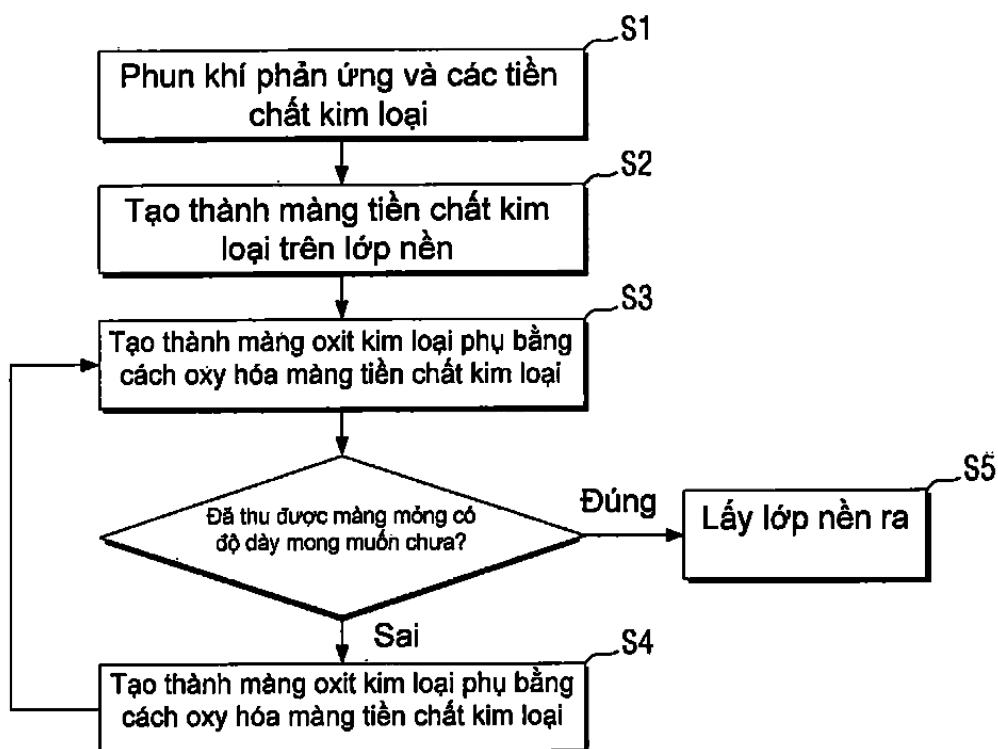 S1
Phun khí phản ứng và các tiền
chất kim loại
S2
Tạo thành màng tiền chất kim
loại trên lớp nền
S3
Tạo thành màng oxit kim loại phụ bằng
cách oxy hóa màng tiền chất kim loại
Đã thu được màng mỏng có
độ dày mong muốn chưa?
Đúng
S5
Lấy lớp nền ra
Sai
S4
Tạo thành màng oxit kim loại phụ bằng
cách oxy hóa màng tiền chất kim loại